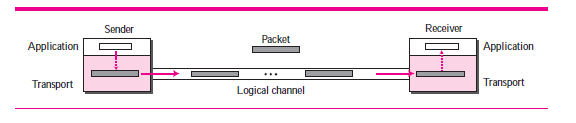 Sender
Packet
Receiver
Application
Application
Transport
Transport
...
Logical channel